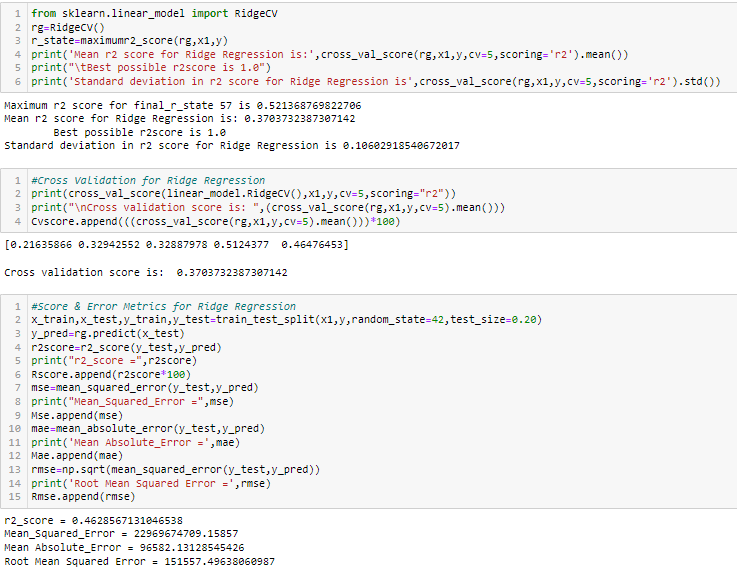 1 from sklearn.linear_model import RidgeCV
2 rg=RidgeCV()
3 r_state=maximumr2_score(rg,x1,y)
4 print('Mean r2 score for Ridge Regression is:',cross_val_score(rg,x1,y,cv=5,scoring='r2').mean())
5 print("\tBest possible r2score is 1.0")
6 print('Standard deviation in r2 score for Ridge Regression is',cross_val_score(rg,x1,y,cv=5,scoring='r2').std())
Maximum r2 score for final_r_state 57 is 0.521368769822706
Mean r2 score for Ridge Regression is: 0.3703732387307142
Best possible r2score is 1.0
Standard deviation in r2 score for Ridge Regression is 0.10602918540672017
1 #Cross Validation for Ridge Regression
2 print(cross_val_score(linear_model.RidgeCV(),x1,y,cv=5,scoring="r2"))
3 print("\nCross validation score is: ",(cross_val_score(rg,x1,y,cv=5).mean()))
4 Cvscore.append(((cross_val_score(rg,x1,y,cv=5).mean()))*100)
[0.21635866 0.32942552 0.32887978 0.5124377  0.46476453]
Cross validation score is:  0.3703732387307142
1 #Score & Error Metrics for Ridge Regression
2 x_train,x_test,y_train,y_test=train_test_split(x1,y,random_state=42,test_size=0.20)
3 y_pred=rg.predict(x_test)
4 r2score=r2_score(y_test,y_pred)
5 print("r2_score =",r2score)
6 Rscore.append(r2score*100)
7 mse=mean_squared_error(y_test,y_pred)
8 print("Mean_Squared_Error =",mse)
9 Mse.append(mse)
10 mae=mean_absolute_error(y_test,y_pred)
11 print('Mean Absolute_Error =',mae)
12 Mae.append(mae)
13 rmse=np.sqrt(mean_squared_error(y_test,y_pred))
14 print('Root Mean Squared Error =',rmse)
15 Rmse.append(rmse)
r2_score = 0.4628567131046538
Mean_Squared_Error = 22969674709.15857
Mean Absolute_Error = 96582.13128545426
Root Mean Squared Error = 151557.49638060987